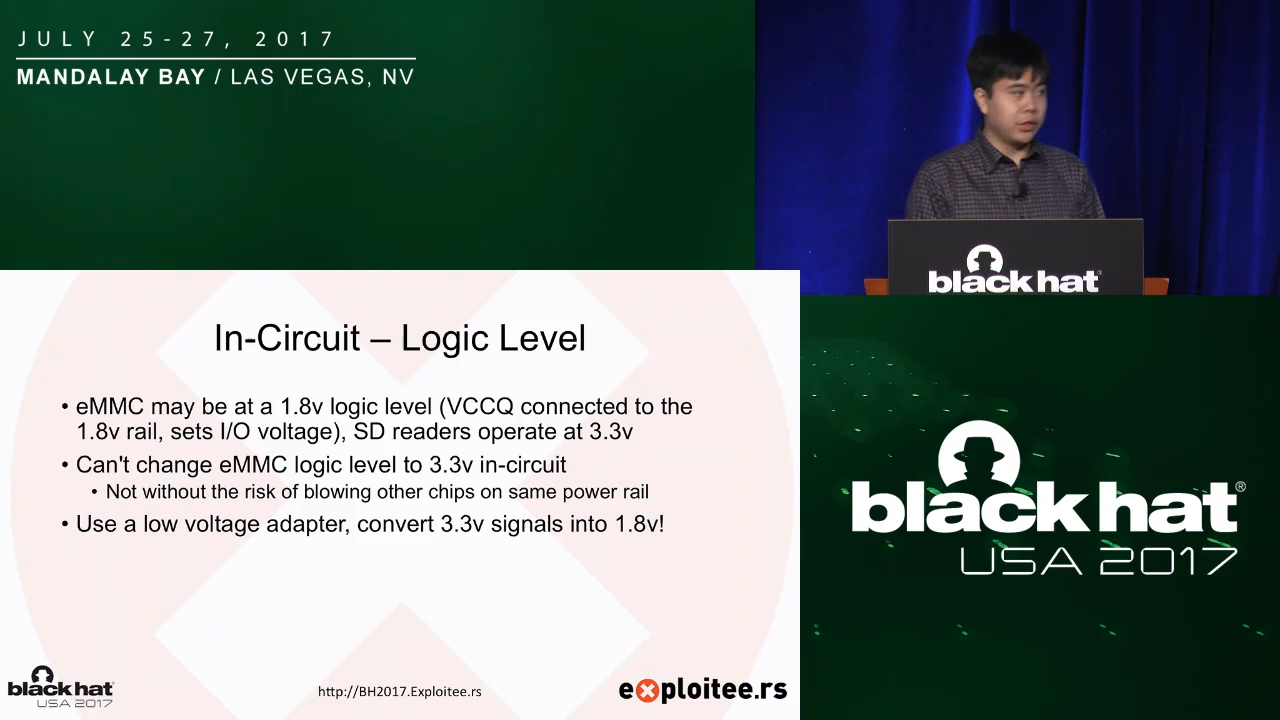 JULY 25-27, 2017
MANDALAY BAY / LAS VEGAS, NV
black hat
In-Circuit – Logic Level
• eMMC may be at a 1.8v logic level (VCCQ connected to the
1.8v rail, sets I/O voltage), SD readers operate at 3.3v
• Can't change eMMC logic level to 3.3v in-circuit
• Not without the risk of blowing other chips on same power rail
• Use a low voltage adapter, convert 3.3v signals into 1.8v!
black hat®
USA 2017
black hat
USA 2017
http://BH2017.Exploitee.rs
exploitee.rs